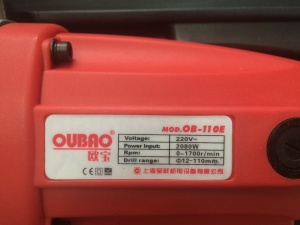 OUBAO
欧宝
MOD.OB-110E
Voltage: 220V~
Power Input: 2080W
Rpm: 0-1700r/min
Drill range: Φ12-110mm